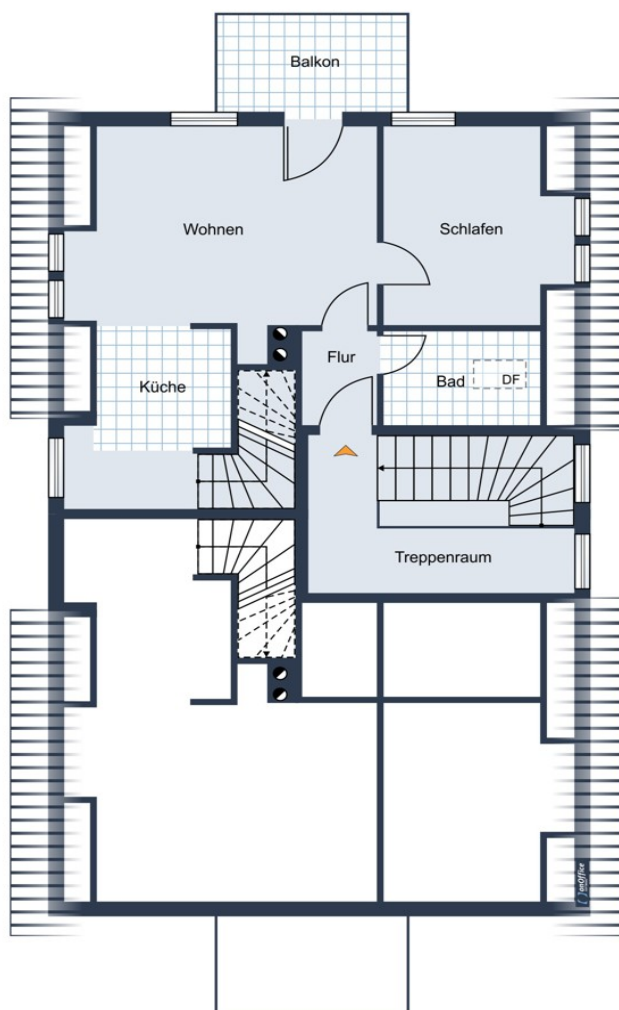 Balkon
Wohnen
Schlafen
Flur
Küche
Bad
DF
Treppenraum
onOffice